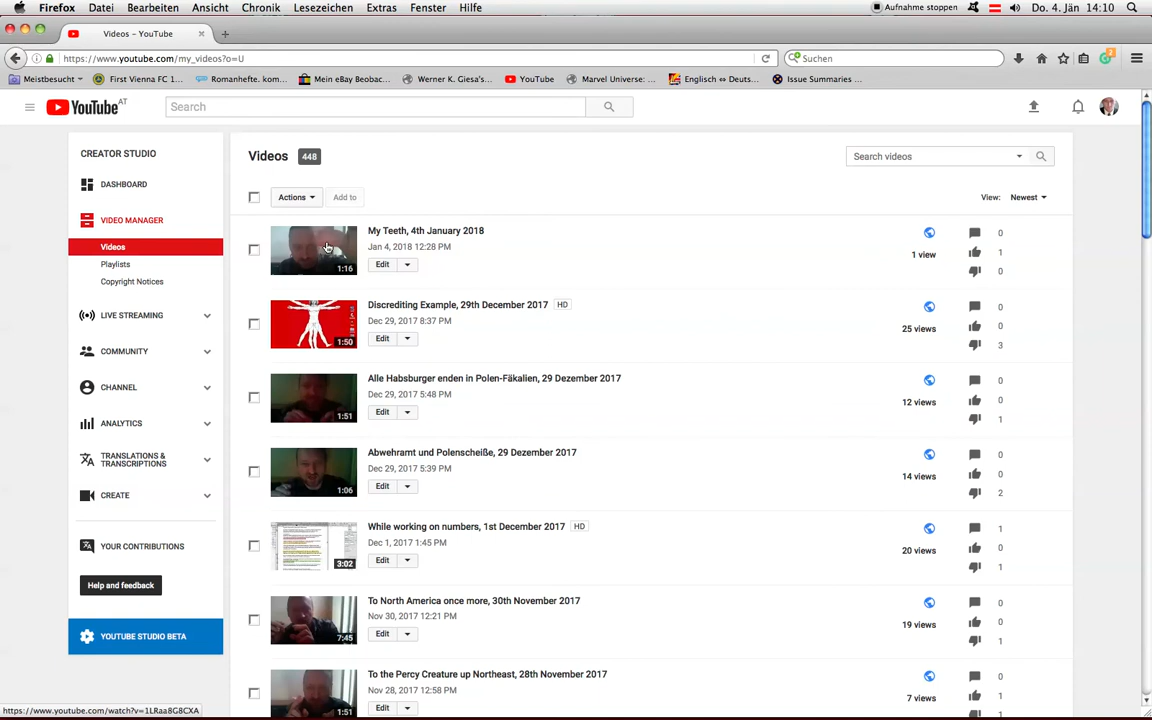 Firefox Datei Bearbeiten Ansicht Chronik Lesezeichen Extras Fenster Hilfe Aufnahme stoppen Do. 4. Jän 14:10
Videos - YouTube
https://www.youtube.com/my_videos?o=U Suchen
Meistbesucht First Vienna FC 1... Romanhefte. kom... Mein eBay Beobac... Werner K. Giesa's... YouTube Marvel Universe: ... Englisch ⇔ Deuts... Issue Summaries ...
YouTube AT Search
CREATOR STUDIO
DASHBOARD
VIDEO MANAGER
Videos
Playlists
Copyright Notices
LIVE STREAMING
COMMUNITY
CHANNEL
ANALYTICS
TRANSLATIONS &
TRANSCRIPTIONS
CREATE
YOUR CONTRIBUTIONS
Help and feedback
YOUTUBE STUDIO BETA
Videos 448 Search videos
Actions Add to View: Newest
My Teeth, 4th January 2018 0
Jan 4, 2018 12:28 PM 1 view 1
1:16 Edit 0
Discrediting Example, 29th December 2017 HD 0
Dec 29, 2017 8:37 PM 25 views 0
1:50 Edit 3
Alle Habsburger enden in Polen-Fäkalien, 29 Dezember 2017 0
Dec 29, 2017 5:48 PM 12 views 0
1:51 Edit 1
Abwehramt und Polenscheiße, 29 Dezember 2017 0
Dec 29, 2017 5:39 PM 14 views 0
1:06 Edit 2
While working on numbers, 1st December 2017 HD 1
Dec 1, 2017 1:45 PM 20 views 0
3:02 Edit 1
To North America once more, 30th November 2017 0
Nov 30, 2017 12:21 PM 19 views 0
7:45 Edit 1
To the Percy Creature up Northeast, 28th November 2017 0
Nov 28, 2017 12:58 PM 7 views 1
1:51 Edit 1
https://www.youtube.com/watch?v=1LRaa8G8CXA